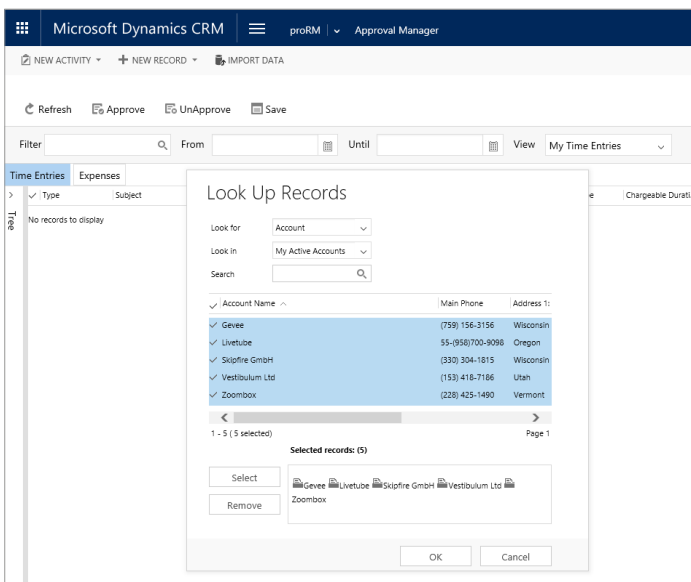 Microsoft Dynamics CRM proRM Approval Manager
NEW ACTIVITY NEW RECORD IMPORT DATA
Refresh Approve UnApprove Save
Filter From Until View My Time Entries
Time Entries Expenses
Type Subject Chargeable Durati
Tree
No records to display
Look Up Records
Look for Account
Look in My Active Accounts
Search
Account Name Main Phone Address 1:
Gevee (759) 156-3156 Wisconsin
Livetube 55-(958)700-9098 Oregon
Skipfire GmbH (330) 304-1815 Wisconsin
Vestibulum Ltd (153) 418-7186 Utah
Zoombox (228) 425-1490 Vermont
1 - 5 ( 5 selected) Page 1
Selected records: (5)
Select
Remove
Gevee Livetube Skipfire GmbH Vestibulum Ltd
Zoombox
OK Cancel